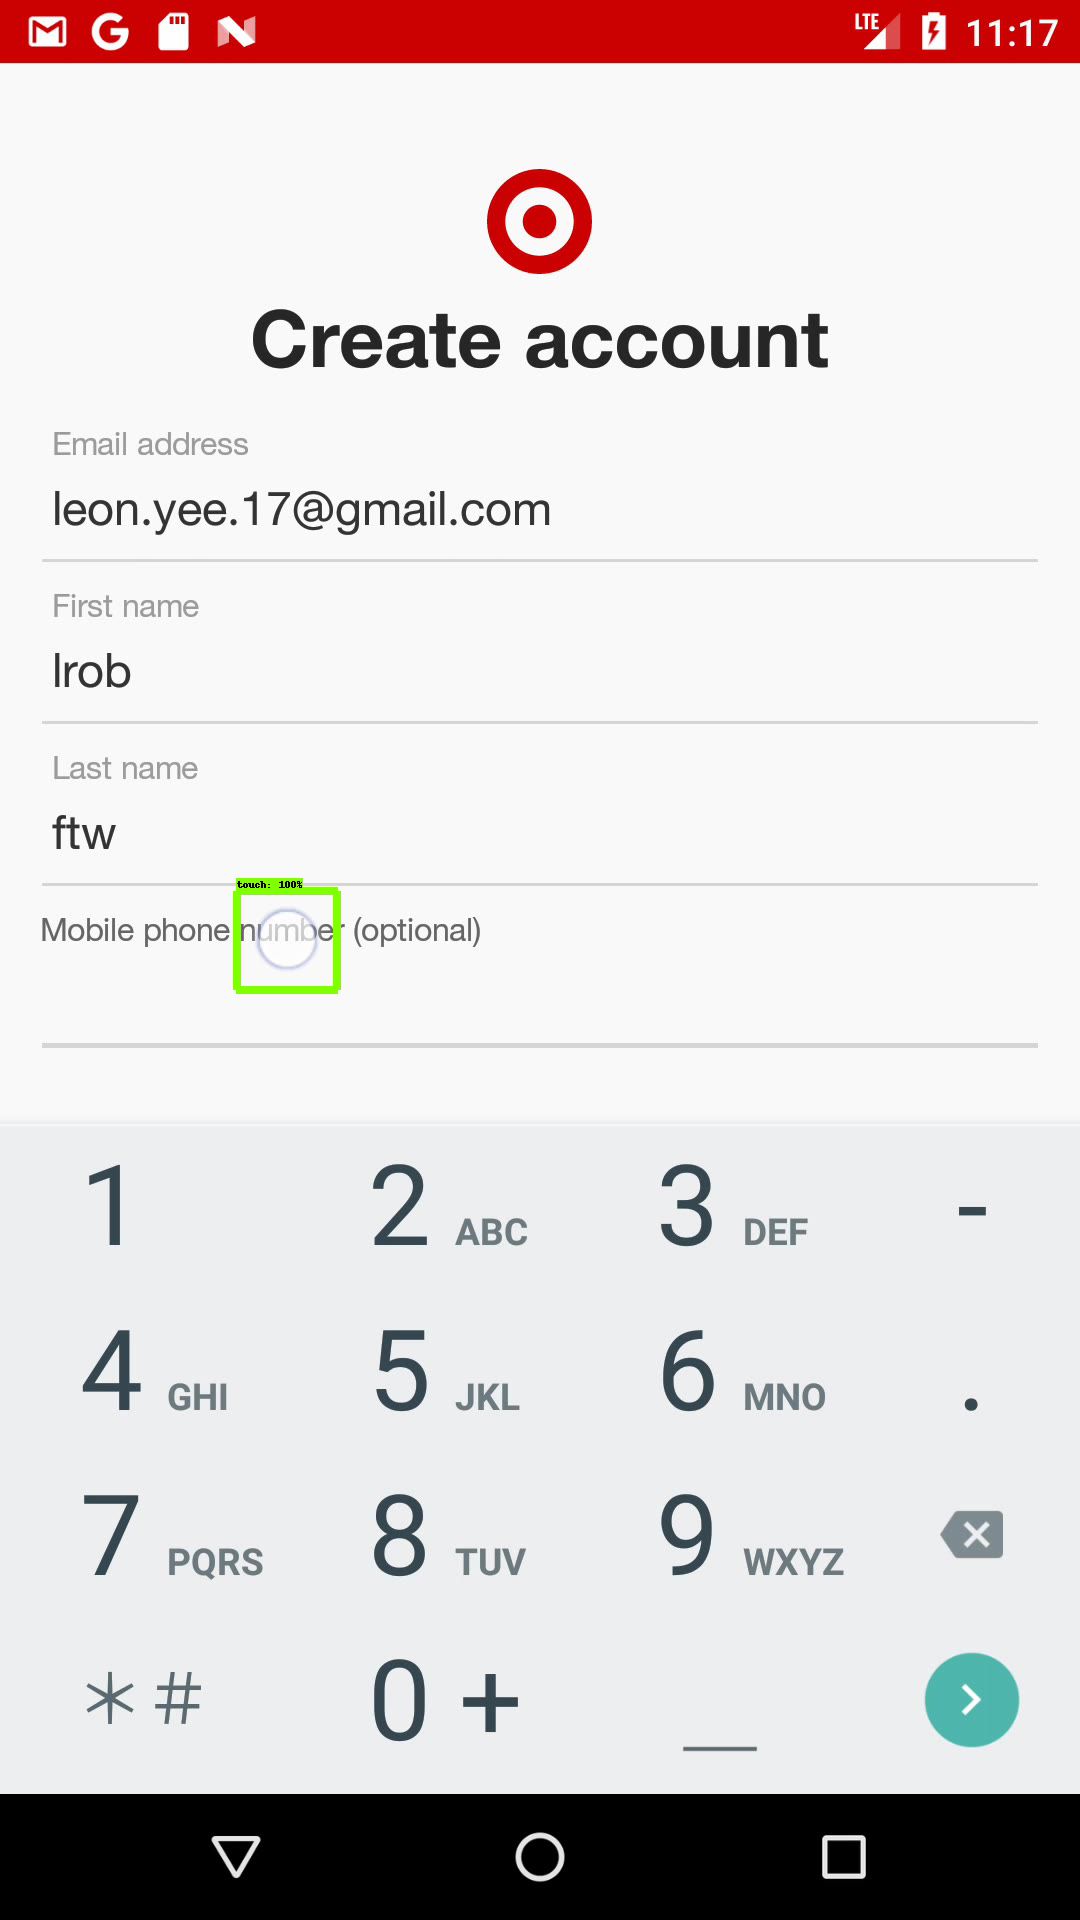 LTE 11:17
Create account
Email address
leon.yee.17@gmail.com
First name
lrob
Last name
ftw
touch: 100%
Mobile phone number (optional)
1 2 ABC 3 DEF -
4 GHI 5 JKL 6 MNO .
7 PQRS 8 TUV 9 WXYZ
* # 0 + _